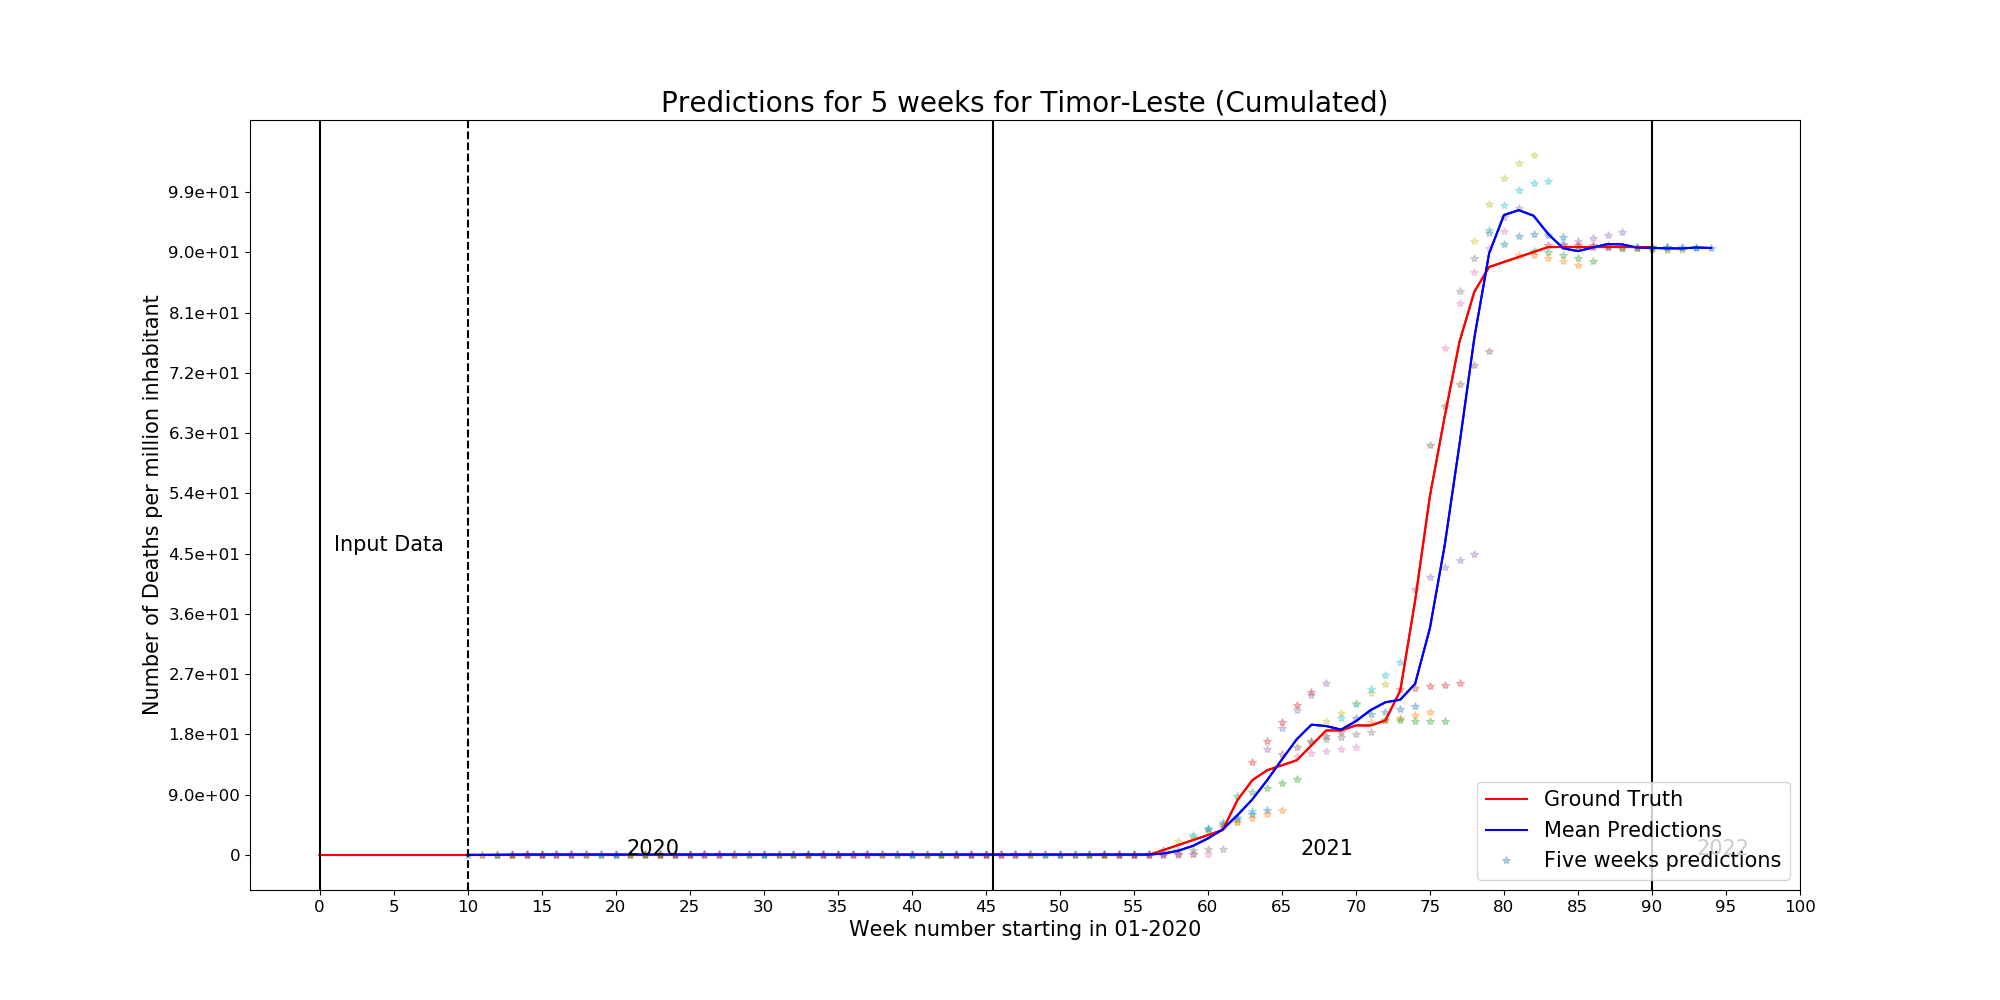 Predictions for 5 weeks for Timor-Leste (Cumulated)
Number of Deaths per million inhabitant
9.9e+01
9.0e+01
8.1e+01
7.2e+01
6.3e+01
5.4e+01
4.5e+01
3.6e+01
2.7e+01
1.8e+01
9.0e+00
0
Input Data
2020
2021
2022
Ground Truth
Mean Predictions
Five weeks predictions
0 5 10 15 20 25 30 35 40 45 50 55 60 65 70 75 80 85 90 95 100
Week number starting in 01-2020